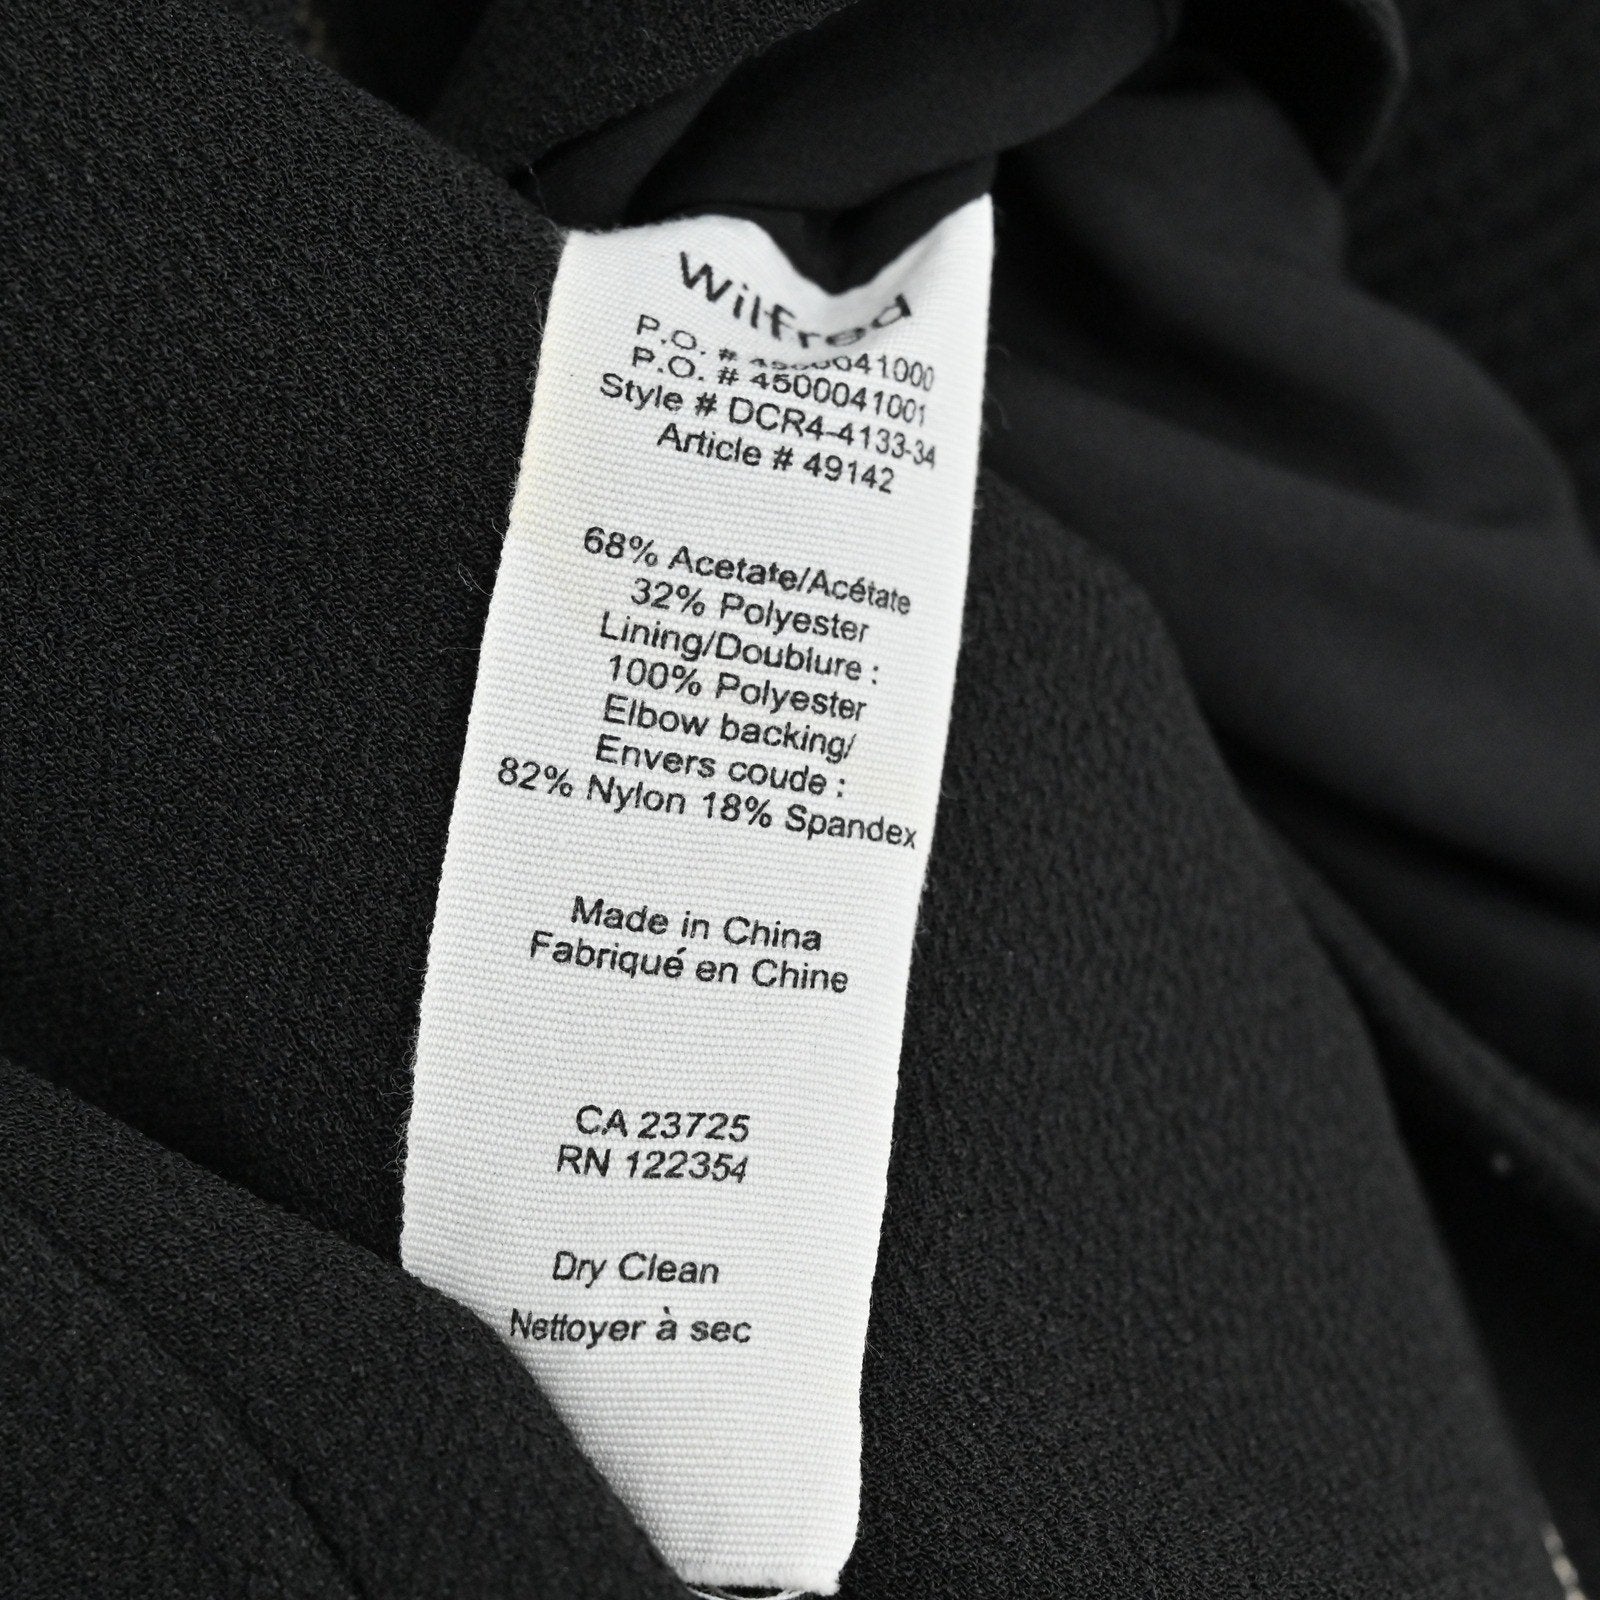 Wilfred
P.O. # 4500041000
P.O. # 4500041001
Style # DCR4-4133-34
Article # 49142
68% Acetate/Acétate
32% Polyester
Lining/Doublure :
100% Polyester
Elbow backing/
Envers coude :
82% Nylon 18% Spandex
Made in China
Fabriqué en Chine
CA 23725
RN 122354
Dry Clean
Nettoyer à sec